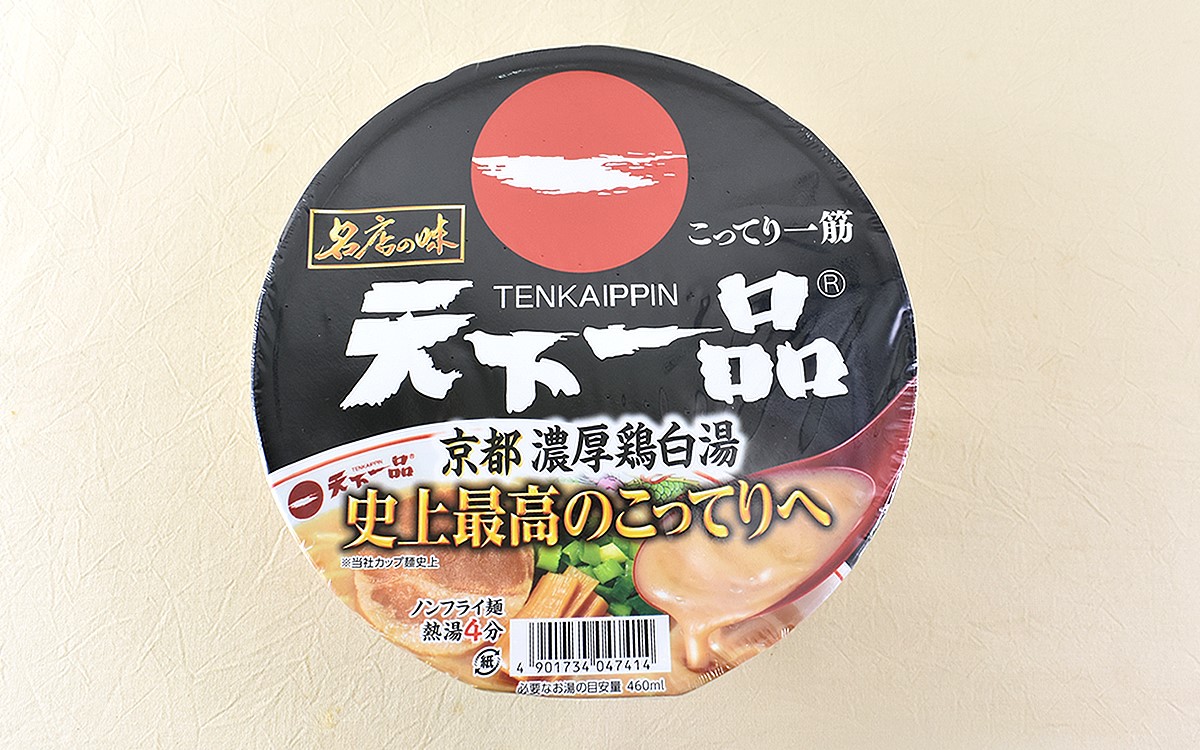 名店の味
こってり一筋
TENKAIPPIN
天下一品®
京都 濃厚鶏白湯
TENKAIPPIN
天下一品®
史上最高のこってりへ
※当社カップ麺史上
ノンフライ麺
熱湯4分
紙
4 901734 047414
必要なお湯の目安量 460ml